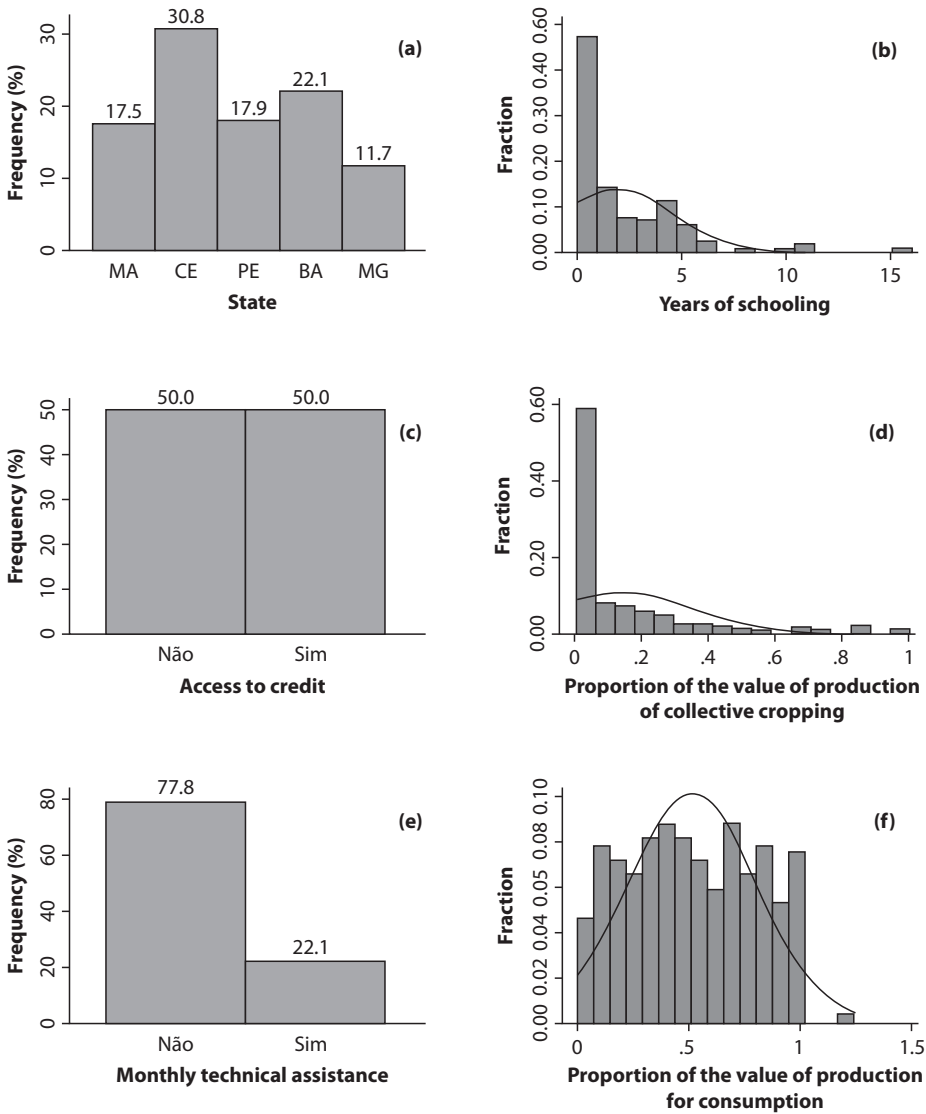 (a)
Frequency (%)
30
20
10
0
17.5
30.8
17.9
22.1
11.7
MA CE PE BA MG
State
(b)
Fraction
0.60
0.40
0.30
0.20
0.10
0.00
0 5 10 15
Years of schooling
(c)
Frequency (%)
50
40
30
20
10
0
50.0
50.0
Não Sim
Access to credit
(d)
Fraction
0.60
0.40
0.20
0.00
0 .2 .4 .6 .8 1
Proportion of the value of production
of collective cropping
(e)
Frequency (%)
80
60
40
20
0
77.8
22.1
Não Sim
Monthly technical assistance
(f)
Fraction
0.10
0.08
0.05
0.04
0.02
0.00
0 .5 1 1.5
Proportion of the value of production
for consumption